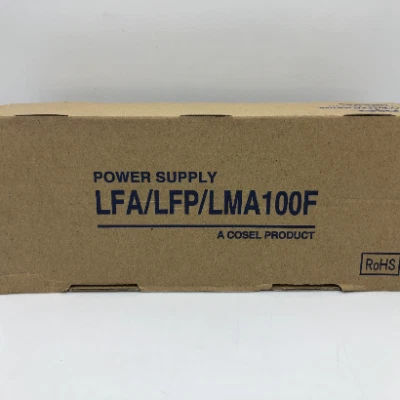 POWER SUPPLY
LFA/LFP/LMA100F
A COSEL PRODUCT
RoHS